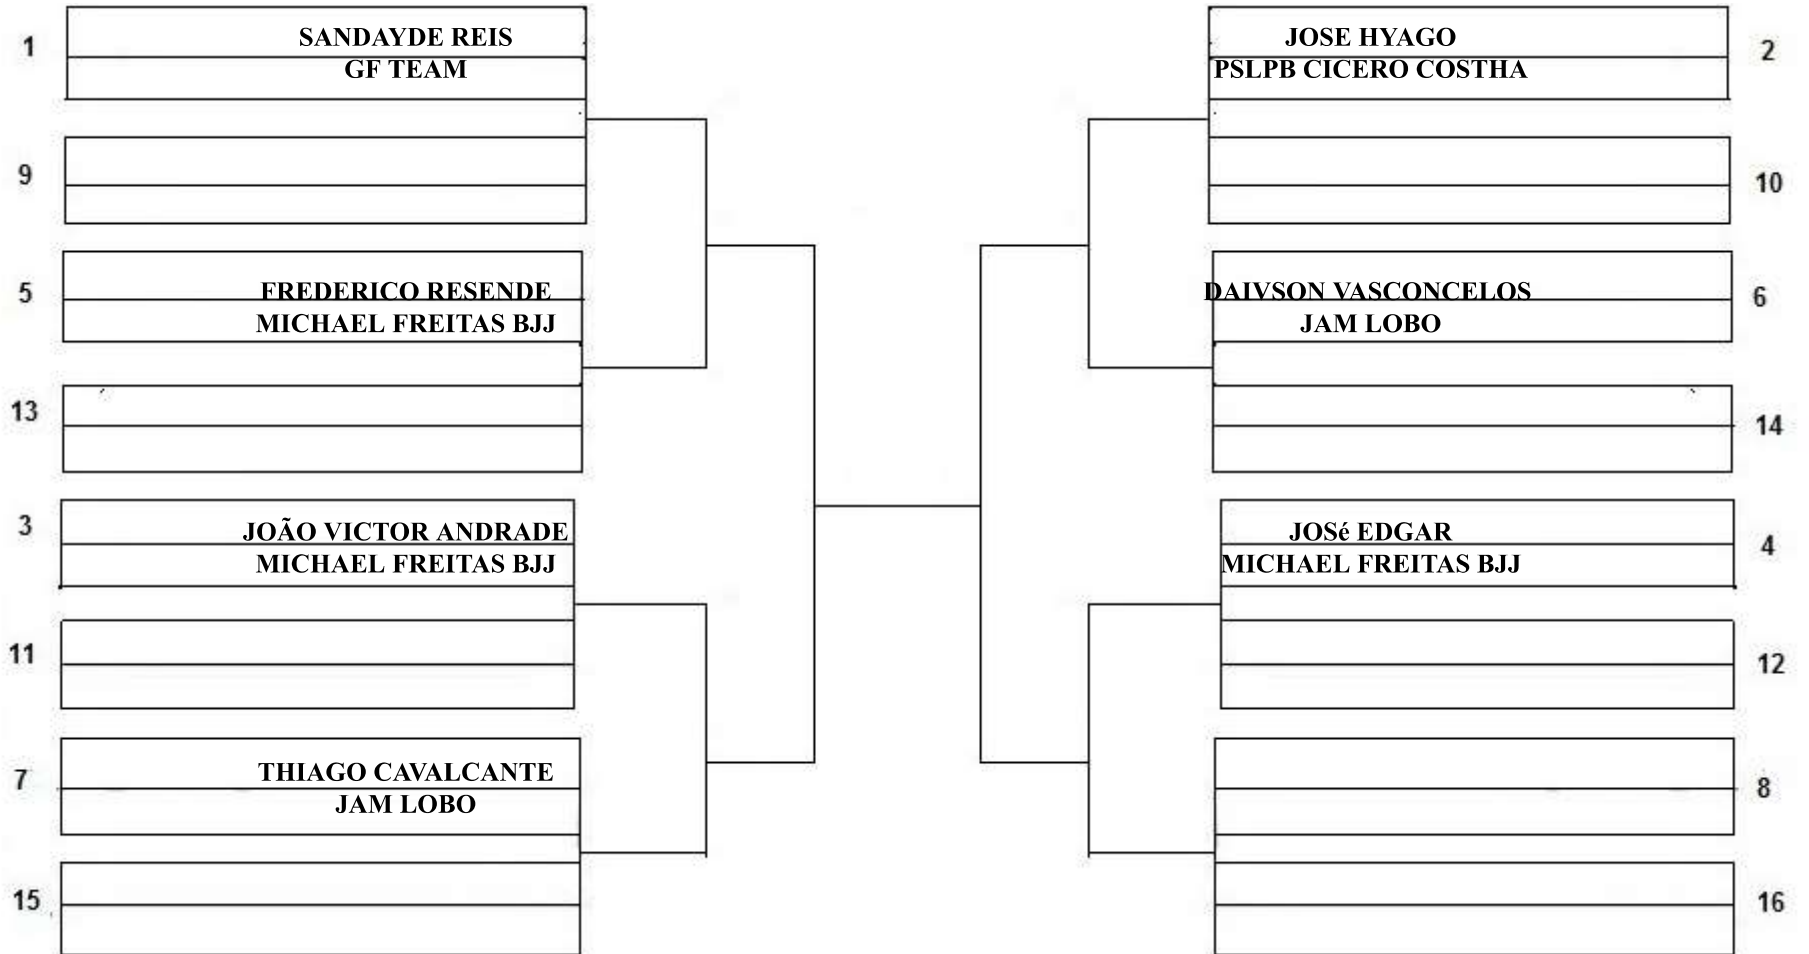 1
SANDAYDE REIS
GF TEAM
9
5
FREDERICO RESENDE
MICHAEL FREITAS BJJ
13
3
JOÃO VICTOR ANDRADE
MICHAEL FREITAS BJJ
11
7
THIAGO CAVALCANTE
JAM LOBO
15
JOSE HYAGO
PSLPB CICERO COSTHA
2
10
DAIVSON VASCONCELOS
JAM LOBO
6
14
JOSé EDGAR
MICHAEL FREITAS BJJ
4
12
8
16